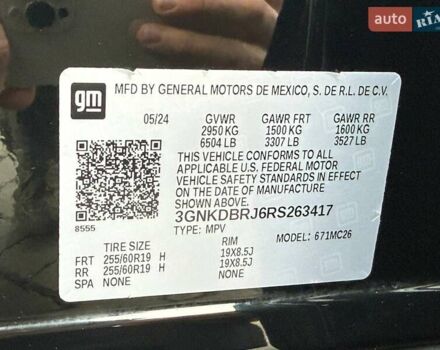 AUTO RIA
gm
MFD BY GENERAL MOTORS DE MEXICO, S. DE R.L. DE C.V.
05/24 GVWR GAWR FRT GAWR RR
2950 KG 1500 KG 1600 KG
6504 LB 3307 LB 3527 LB
THIS VEHICLE CONFORMS TO ALL
APPLICABLE U.S. FEDERAL MOTOR
VEHICLE SAFETY STANDARDS IN EFFECT
ON THE DATE OF MANUFACTURE
SHOWN ABOVE.
3GNKDBRJ6RS263417
8555 TYPE: MPV MODEL: 671MC26
TIRE SIZE RIM
FRT 255/60R19 H 19X8.5J
RR 255/60R19 H 19X8.5J
SPA NONE NONE